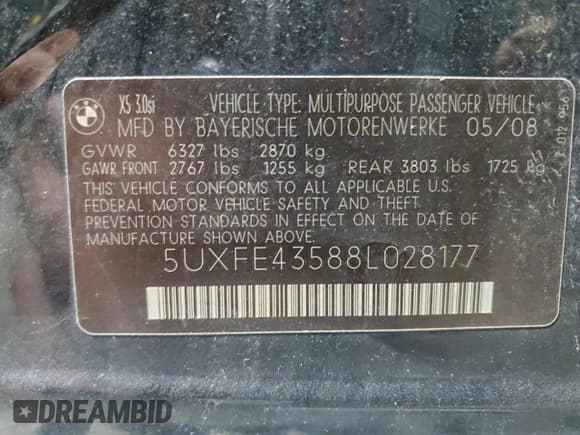 BMW
X5 3.0si
VEHICLE TYPE: MULTIPURPOSE PASSENGER VEHICLE
MFD BY BAYERISCHE MOTORENWERKE 05/08
GVWR 6327 lbs 2870 kg
GAWR FRONT 2767 lbs 1255 kg REAR 3803 lbs 1725 kg
THIS VEHICLE CONFORMS TO ALL APPLICABLE U.S.
FEDERAL MOTOR VEHICLE SAFETY AND THEFT
PREVENTION STANDARDS IN EFFECT ON THE DATE OF
MANUFACTURE SHOWN ABOVE.
5UXFE43588L028177
DREAMBID